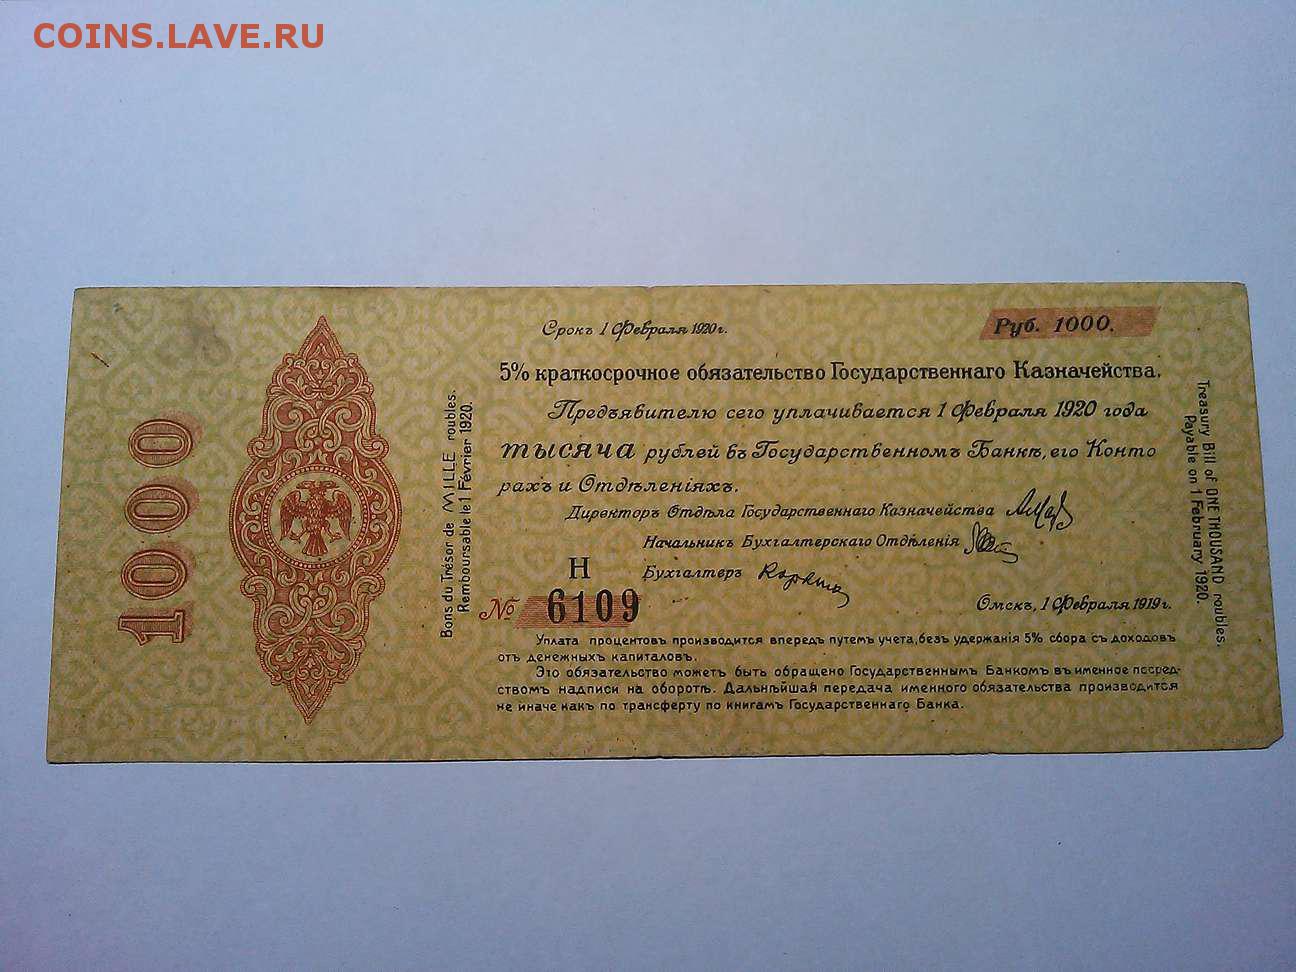 COINS.LAVE.RU
Срокъ 1 Февраля 1920 г.
Руб. 1000.
5% краткосрочное обязательство Государственнаго Казначейства.
Предъявителю сего уплачивается 1 Февраля 1920 года
тысяча рублей въ Государственномъ Банкѣ, его Конто
рахъ и Отдѣленіяхъ.
Директоръ Отдѣла Государственнаго Казначейства
Начальникъ Бухгалтерскаго Отдѣленія
Н
Бухгалтеръ
№ 6109
Омскъ, 1 Февраля 1919 г.
Уплата процентовъ производится впередъ путемъ учета, безъ удержанія 5% сбора съ доходовъ
отъ денежныхъ капиталовъ.
Это обязательство можетъ быть обращено Государственнымъ Банкомъ въ именное посред-
ствомъ надписи на оборотѣ. Дальнѣйшая передача именного обязательства производится
не иначе какъ по трансферту по книгамъ Государственнаго Банка.
1000
Bons du Trésor de MILLE roubles.
Remboursable le 1 Février 1920.
Treasury Bill of ONE THOUSAND roubles.
Payable on 1 February 1920.